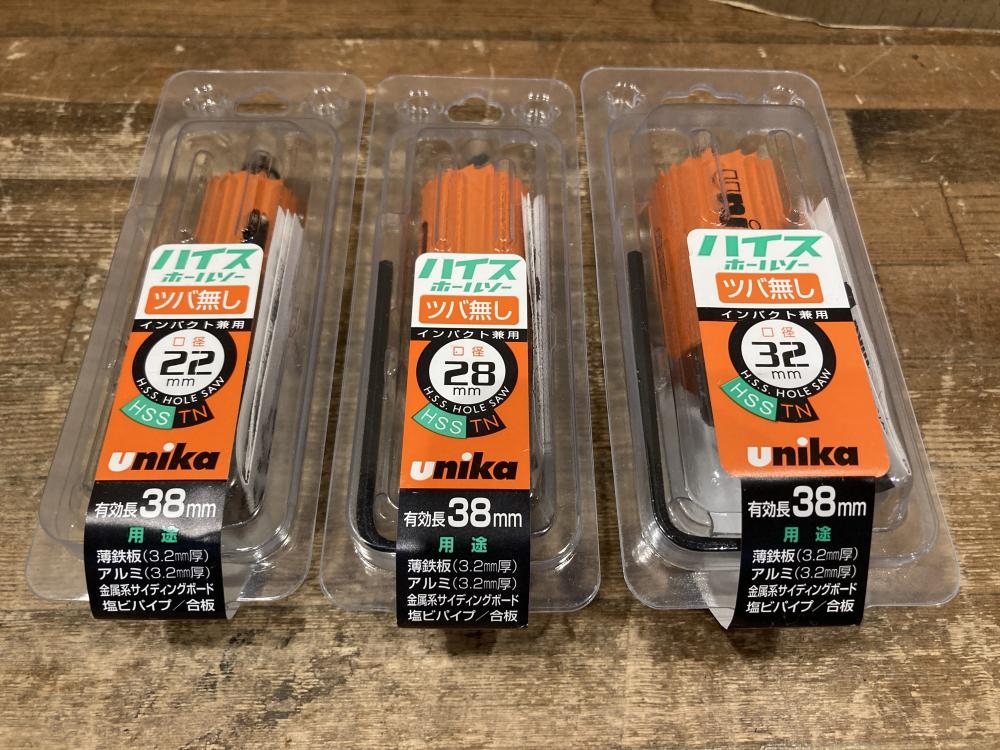 ハイス
ホールソー
ツバ無し
インパクト兼用
口径
22
mm
H.S.S. HOLE SAW
HSS TN
unika
有効長38mm
用途
薄鉄板(3.2mm厚)
アルミ(3.2mm厚)
金属系サイディングボード
塩ビパイプ/合板
ハイス
ホールソー
ツバ無し
インパクト兼用
口径
28
mm
H.S.S. HOLE SAW
HSS TN
unika
有効長38mm
用途
薄鉄板(3.2mm厚)
アルミ(3.2mm厚)
金属系サイディングボード
塩ビパイプ/合板
ハイス
ホールソー
ツバ無し
インパクト兼用
口径
32
mm
H.S.S. HOLE SAW
HSS TN
unika
有効長38mm
用途
薄鉄板(3.2mm厚)
アルミ(3.2mm厚)
金属系サイディングボード
塩ビパイプ/合板